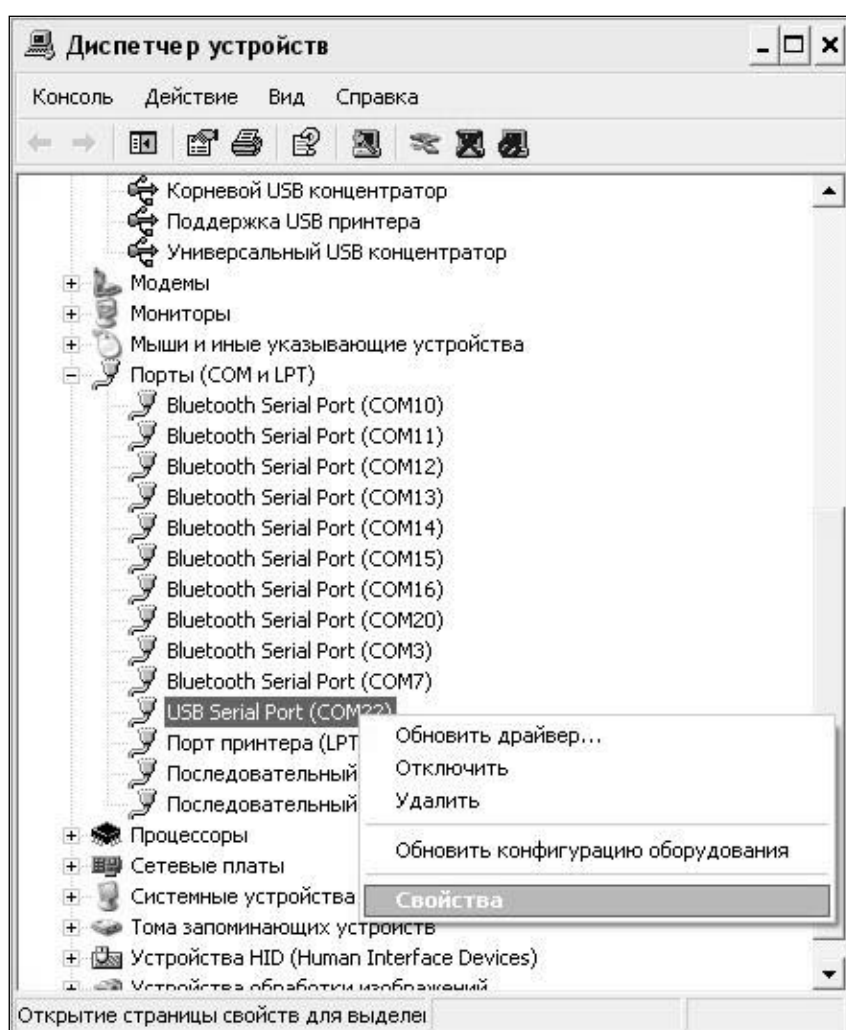 Диспетчер устройств
Консоль Действие Вид Справка
Корневой USB концентратор
Поддержка USB принтера
Универсальный USB концентратор
Модемы
Мониторы
Мыши и иные указывающие устройства
Порты (COM и LPT)
Bluetooth Serial Port (COM10)
Bluetooth Serial Port (COM11)
Bluetooth Serial Port (COM12)
Bluetooth Serial Port (COM13)
Bluetooth Serial Port (COM14)
Bluetooth Serial Port (COM15)
Bluetooth Serial Port (COM16)
Bluetooth Serial Port (COM20)
Bluetooth Serial Port (COM3)
Bluetooth Serial Port (COM7)
USB Serial Port (COM22)
Порт принтера (LPT
Последовательный
Последовательный
Обновить драйвер...
Отключить
Удалить
Обновить конфигурацию оборудования
Свойства
Процессоры
Сетевые платы
Системные устройства
Тома запоминающих устройств
Устройства HID (Human Interface Devices)
Устройства обработки изображений
Открытие страницы свойств для выделе